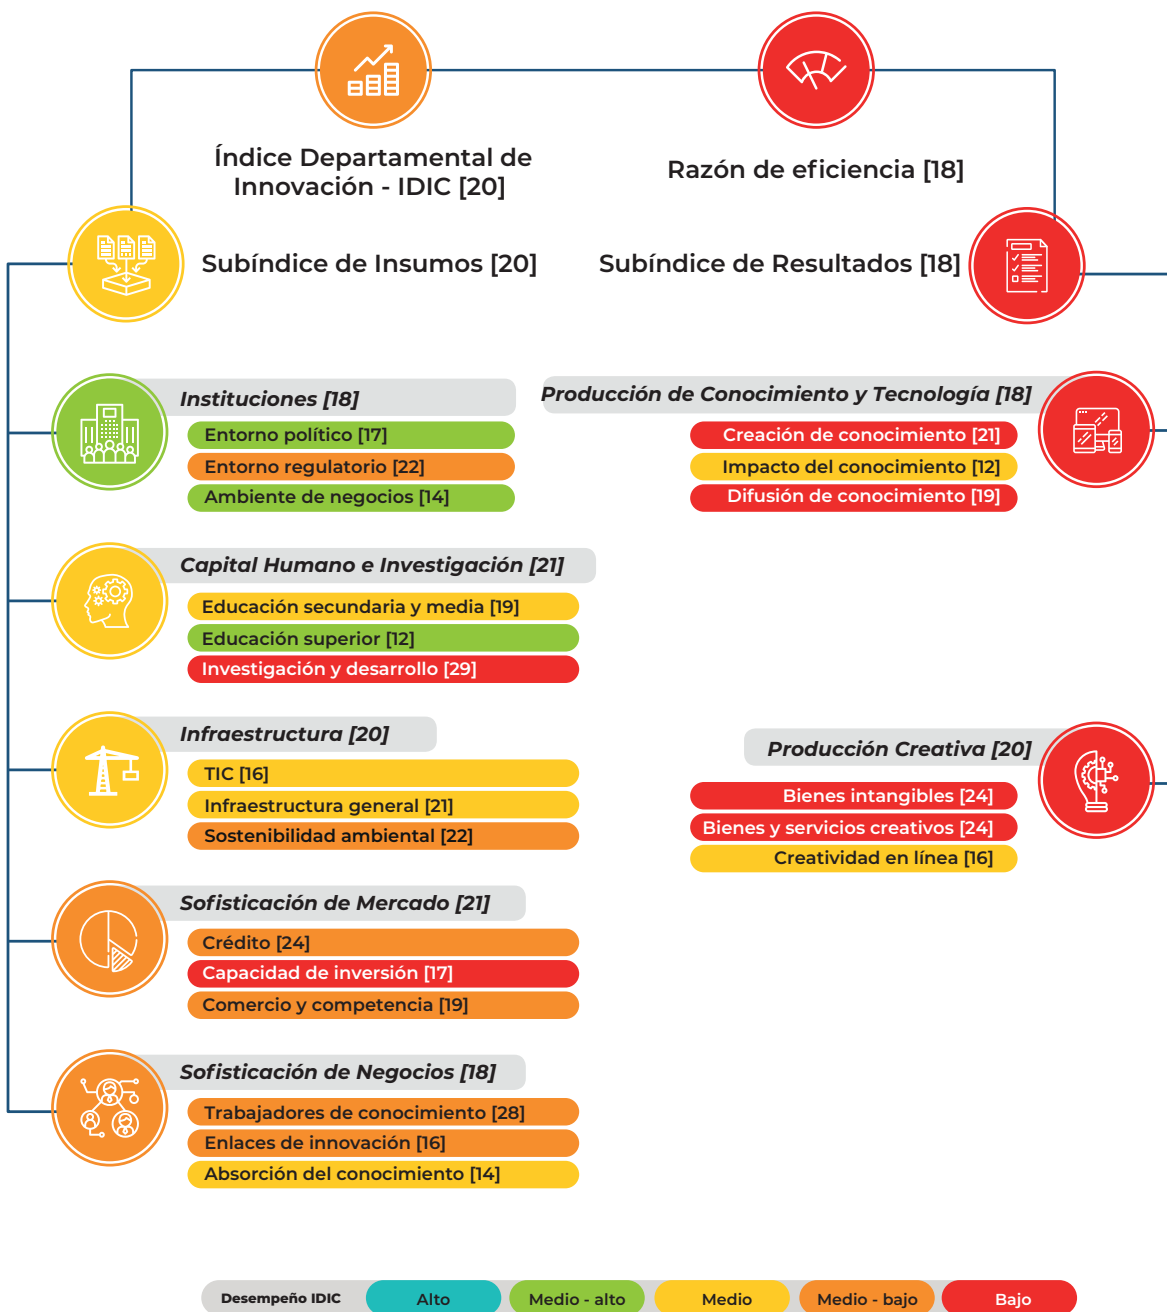 Índice Departamental de
Innovación - IDIC [20]
Razón de eficiencia [18]
Subíndice de Insumos [20]
Subíndice de Resultados [18]
Instituciones [18]
Entorno político [17]
Entorno regulatorio [22]
Ambiente de negocios [14]
Capital Humano e Investigación [21]
Educación secundaria y media [19]
Educación superior [12]
Investigación y desarrollo [29]
Infraestructura [20]
TIC [16]
Infraestructura general [21]
Sostenibilidad ambiental [22]
Sofisticación de Mercado [21]
Crédito [24]
Capacidad de inversión [17]
Comercio y competencia [19]
Sofisticación de Negocios [18]
Trabajadores de conocimiento [28]
Enlaces de innovación [16]
Absorción del conocimiento [14]
Producción de Conocimiento y Tecnología [18]
Creación de conocimiento [21]
Impacto del conocimiento [12]
Difusión de conocimiento [19]
Producción Creativa [20]
Bienes intangibles [24]
Bienes y servicios creativos [24]
Creatividad en línea [16]
Desempeño IDIC
Alto
Medio - alto
Medio
Medio - bajo
Bajo